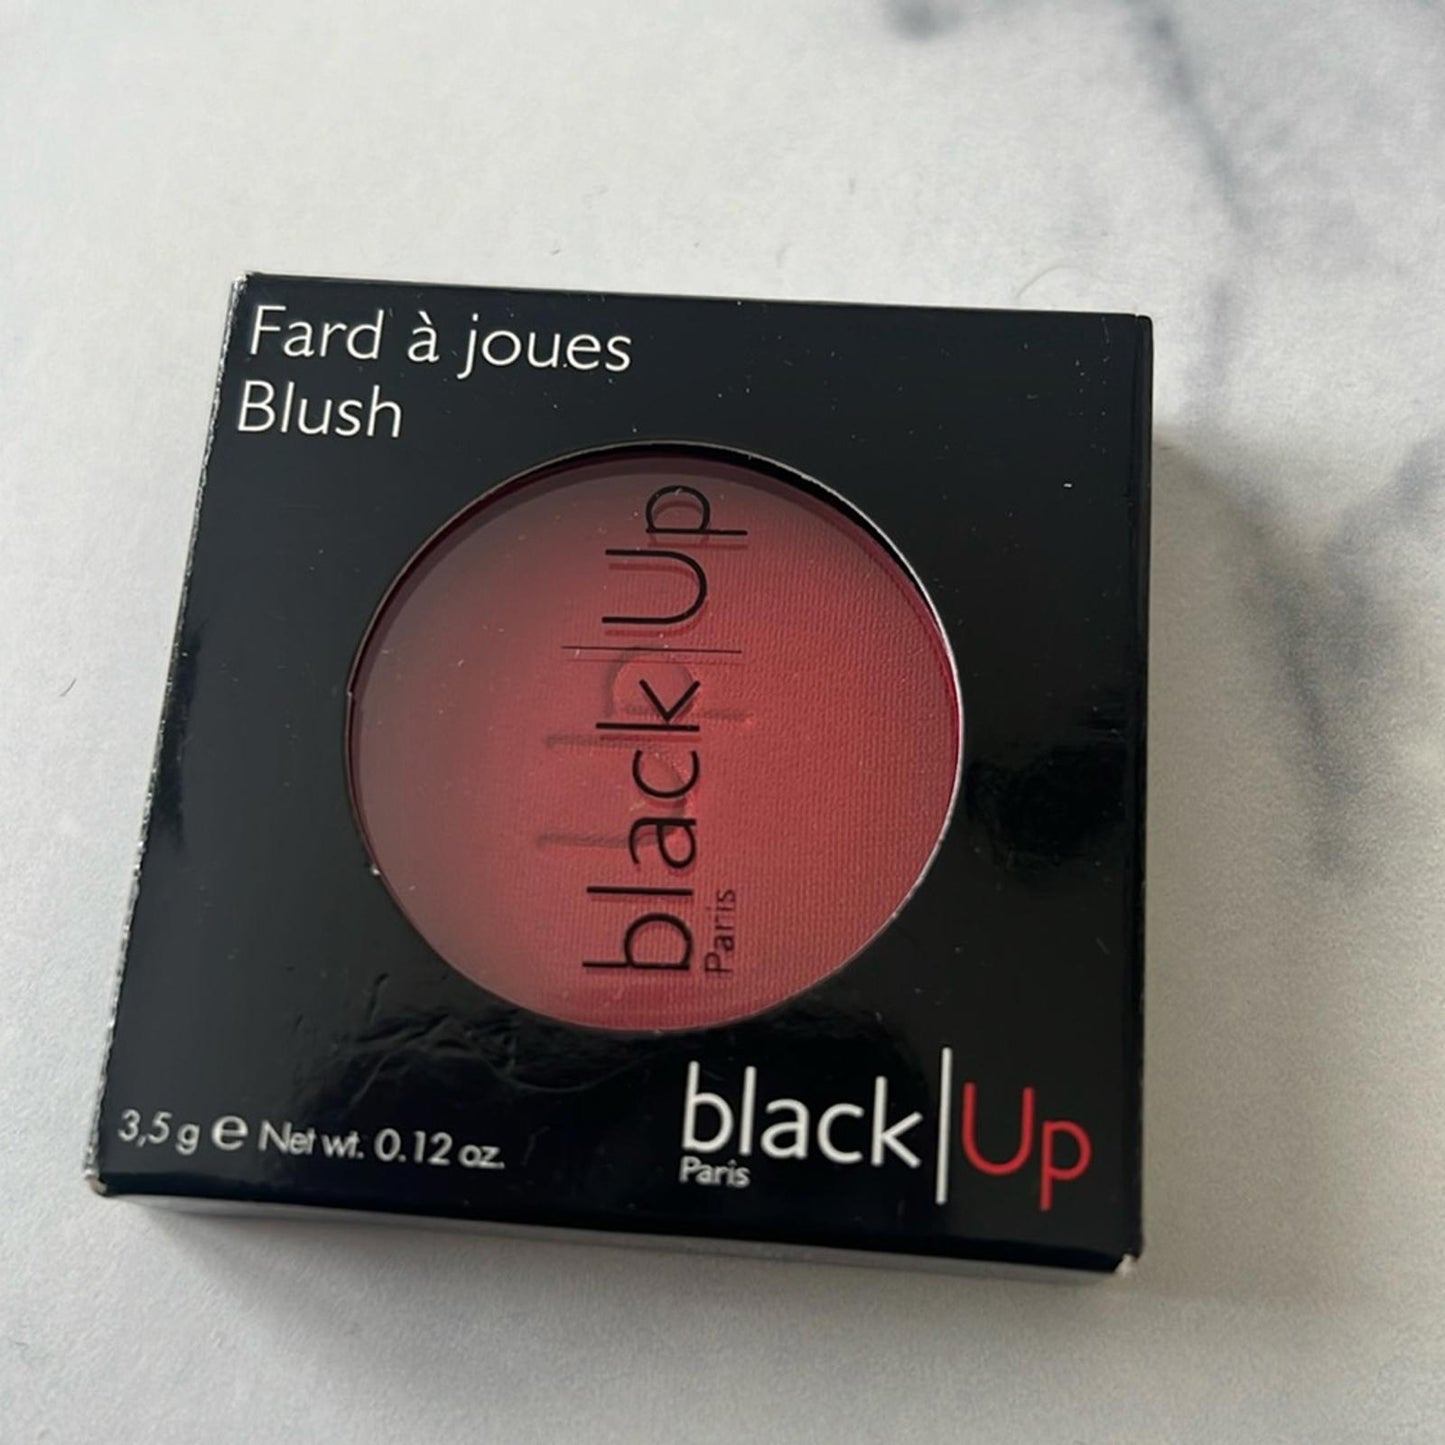 Fard à joues
Blush
black|Up
Paris
3,5 g ℮ Net wt. 0.12 oz.
black|Up
Paris